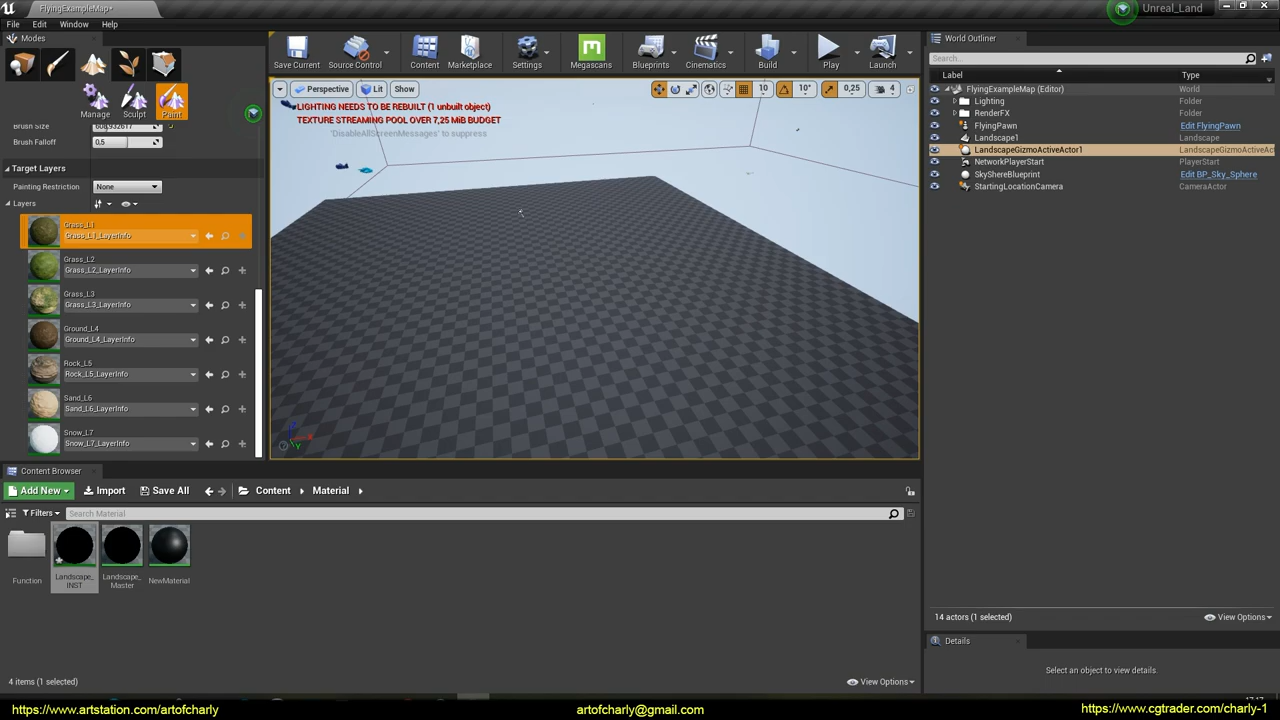 FlyingExampleMap*
Unreal_Land
File Edit Window Help
Modes
World Outliner
Search...
Save Current
Source Control
Content
Marketplace
Settings
Megascans
Blueprints
Cinematics
Build
Play
Launch
Label
Type
Manage
Sculpt
Paint
Perspective
Lit
Show
10
10°
0,25
4
FlyingExampleMap (Editor) World
Lighting Folder
RenderFX Folder
FlyingPawn Edit FlyingPawn
Landscape1 Landscape
LandscapeGizmoActiveActor1 LandscapeGizmoActiveAct
NetworkPlayerStart PlayerStart
SkyShereBlueprint Edit BP_Sky_Sphere
StartingLocationCamera CameraActor
LIGHTING NEEDS TO BE REBUILT (1 unbuilt object)
TEXTURE STREAMING POOL OVER 7,25 MiB BUDGET
'DisableAllScreenMessages' to suppress
Brush Size
Brush Falloff 0,5
Target Layers
Painting Restriction None
Layers
Grass_L1
Grass_L1_LayerInfo
Grass_L2
Grass_L2_LayerInfo
Grass_L3
Grass_L3_LayerInfo
Ground_L4
Ground_L4_LayerInfo
Rock_L5
Rock_L5_LayerInfo
Sand_L6
Sand_L6_LayerInfo
Snow_L7
Snow_L7_LayerInfo
Content Browser
Add New
Import
Save All
Content
Material
Filters
Search Material
Function
Landscape_
INST
Landscape_
Master
NewMaterial
4 items (1 selected)
View Options
14 actors (1 selected)
View Options
Details
Select an object to view details.
https://www.artstation.com/artofcharly
artofcharly@gmail.com
https://www.cgtrader.com/charly-1